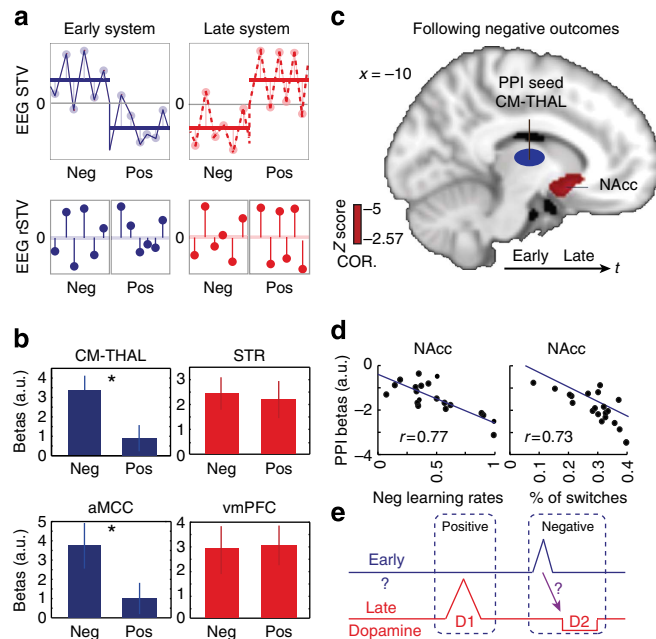 a
Early system
Late system
EEG STV
0
0
Neg
Pos
Neg
Pos
EEG rSTV
0
0
Neg
Pos
Neg
Pos
b
CM-THAL
STR
Betas (a.u.)
4
3
2
1
0
*
3
2
1
0
Neg
Pos
Neg
Pos
aMCC
vmPFC
Betas (a.u.)
5
4
3
2
1
0
*
4
3
2
1
0
Neg
Pos
Neg
Pos
c
Following negative outcomes
x = –10
PPI seed
CM-THAL
NAcc
Z score
–5
–2.57
COR.
Early
Late
t
d
NAcc
NAcc
PPI betas (a.u.)
0
–2
–4
r=0.77
r=0.73
0
0.5
1
0
0.1
0.2
0.3
0.4
Neg learning rates
% of switches
e
Positive
Negative
Early
?
?
Late
Dopamine
D1
D2